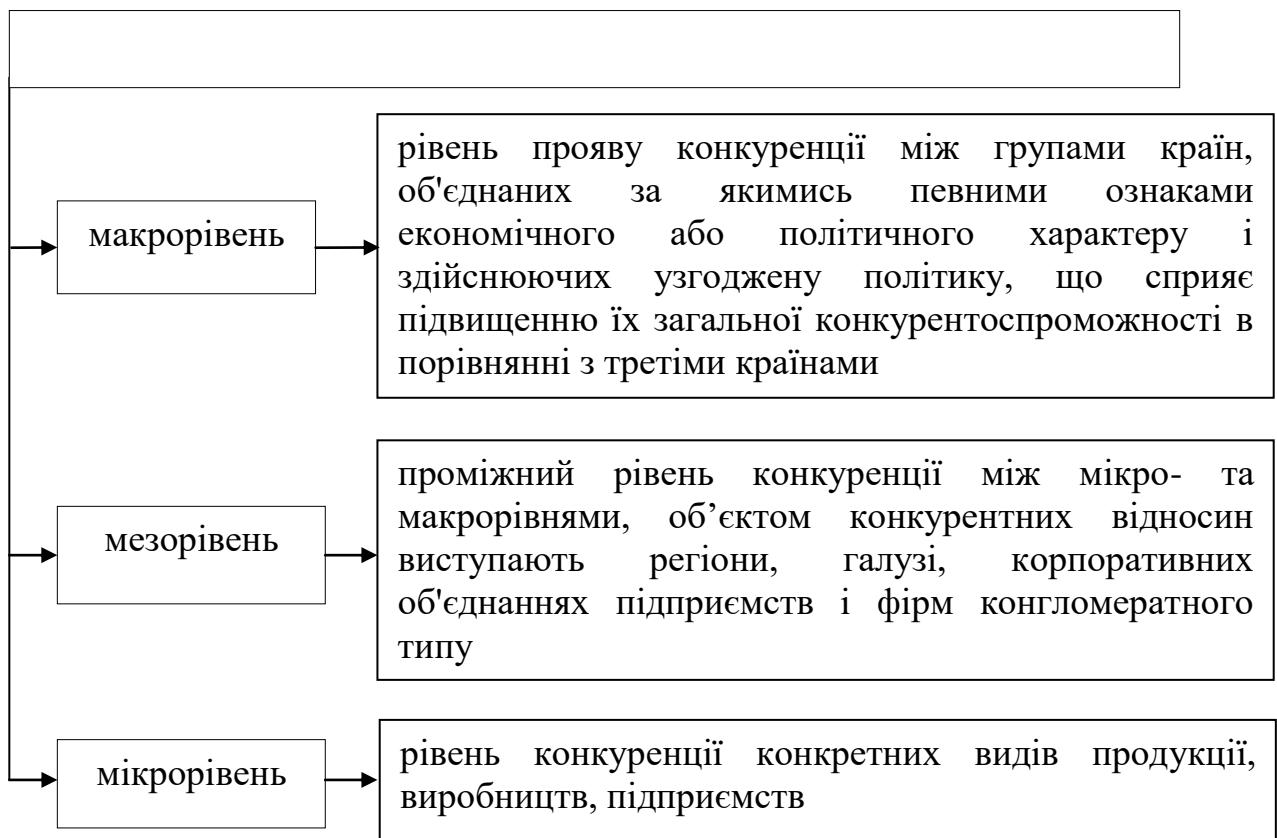 макрорівень
рівень прояву конкуренції між групами країн,
об'єднаних за якимись певними ознаками
економічного або політичного характеру і
здійснюючих узгоджену політику, що сприяє
підвищенню їх загальної конкурентоспроможності в
порівнянні з третіми країнами
мезорівень
проміжний рівень конкуренції між мікро- та
макрорівнями, об’єктом конкурентних відносин
виступають регіони, галузі, корпоративних
об'єднаннях підприємств і фірм конгломератного
типу
мікрорівень
рівень конкуренції конкретних видів продукції,
виробництв, підприємств